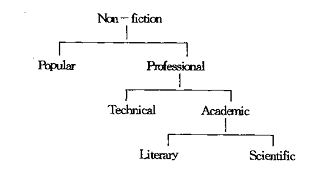 Non - fiction
Popular Professional
Technical Academic
Literary Scientific